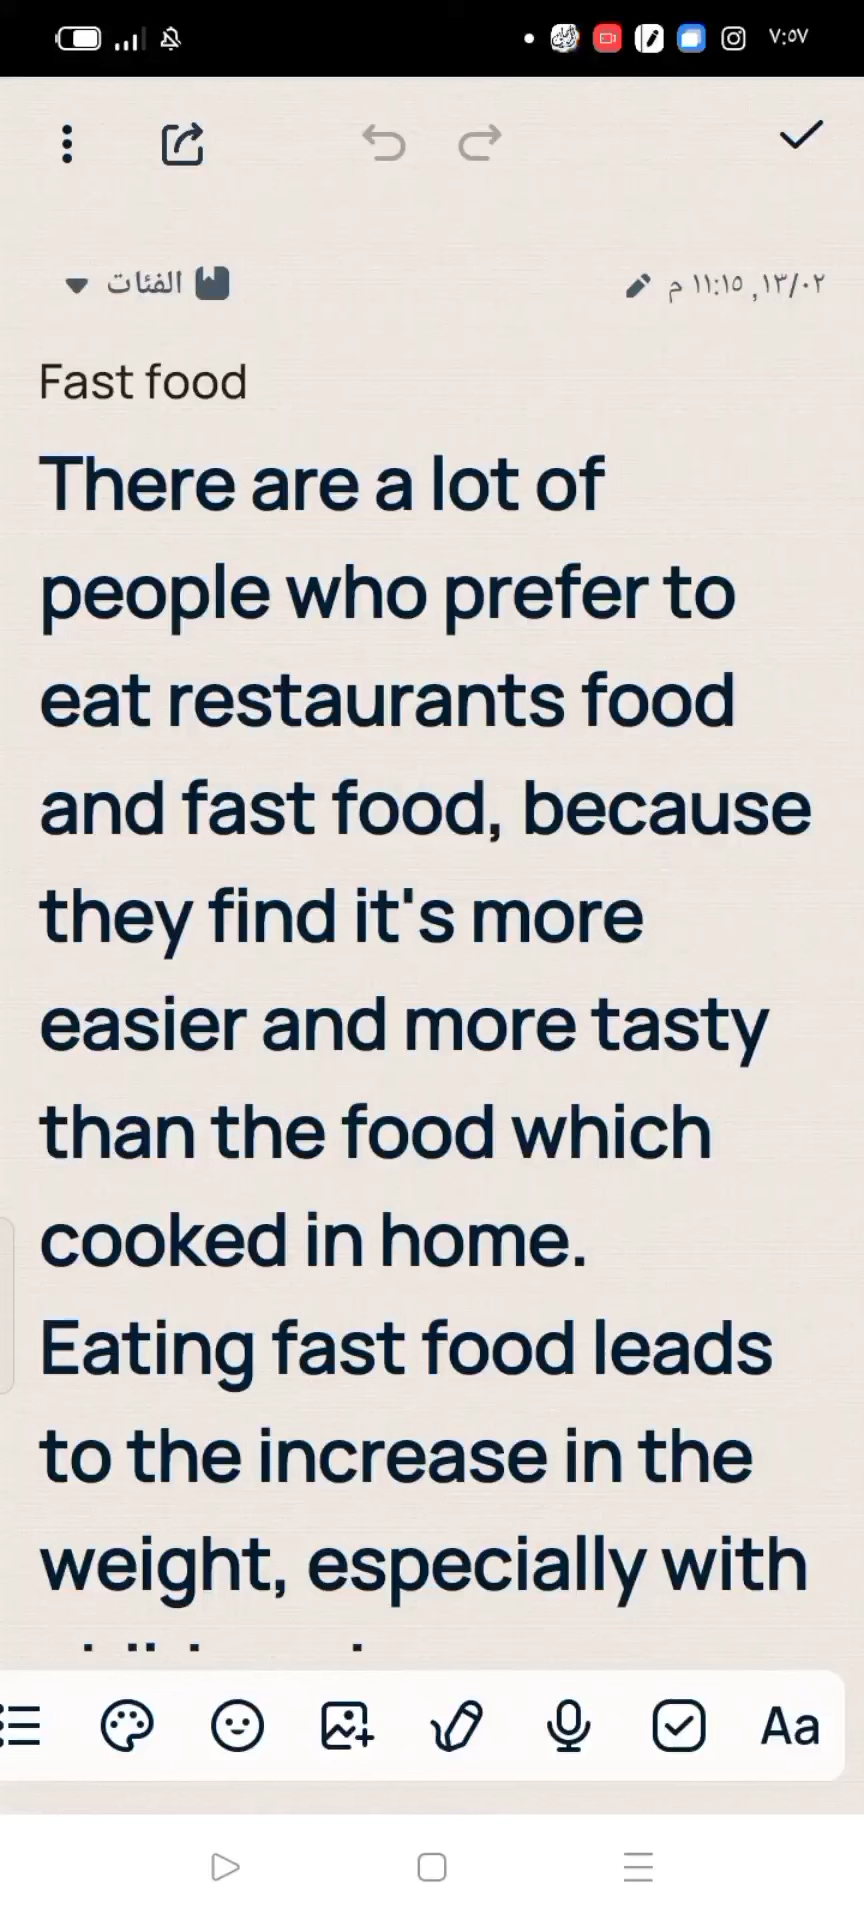 ٧:٥٧
الفئات
١٣/٠٢, ١١:١٥ م
Fast food
There are a lot of
people who prefer to
eat restaurants food
and fast food, because
they find it's more
easier and more tasty
than the food which
cooked in home.
Eating fast food leads
to the increase in the
weight, especially with
Aa